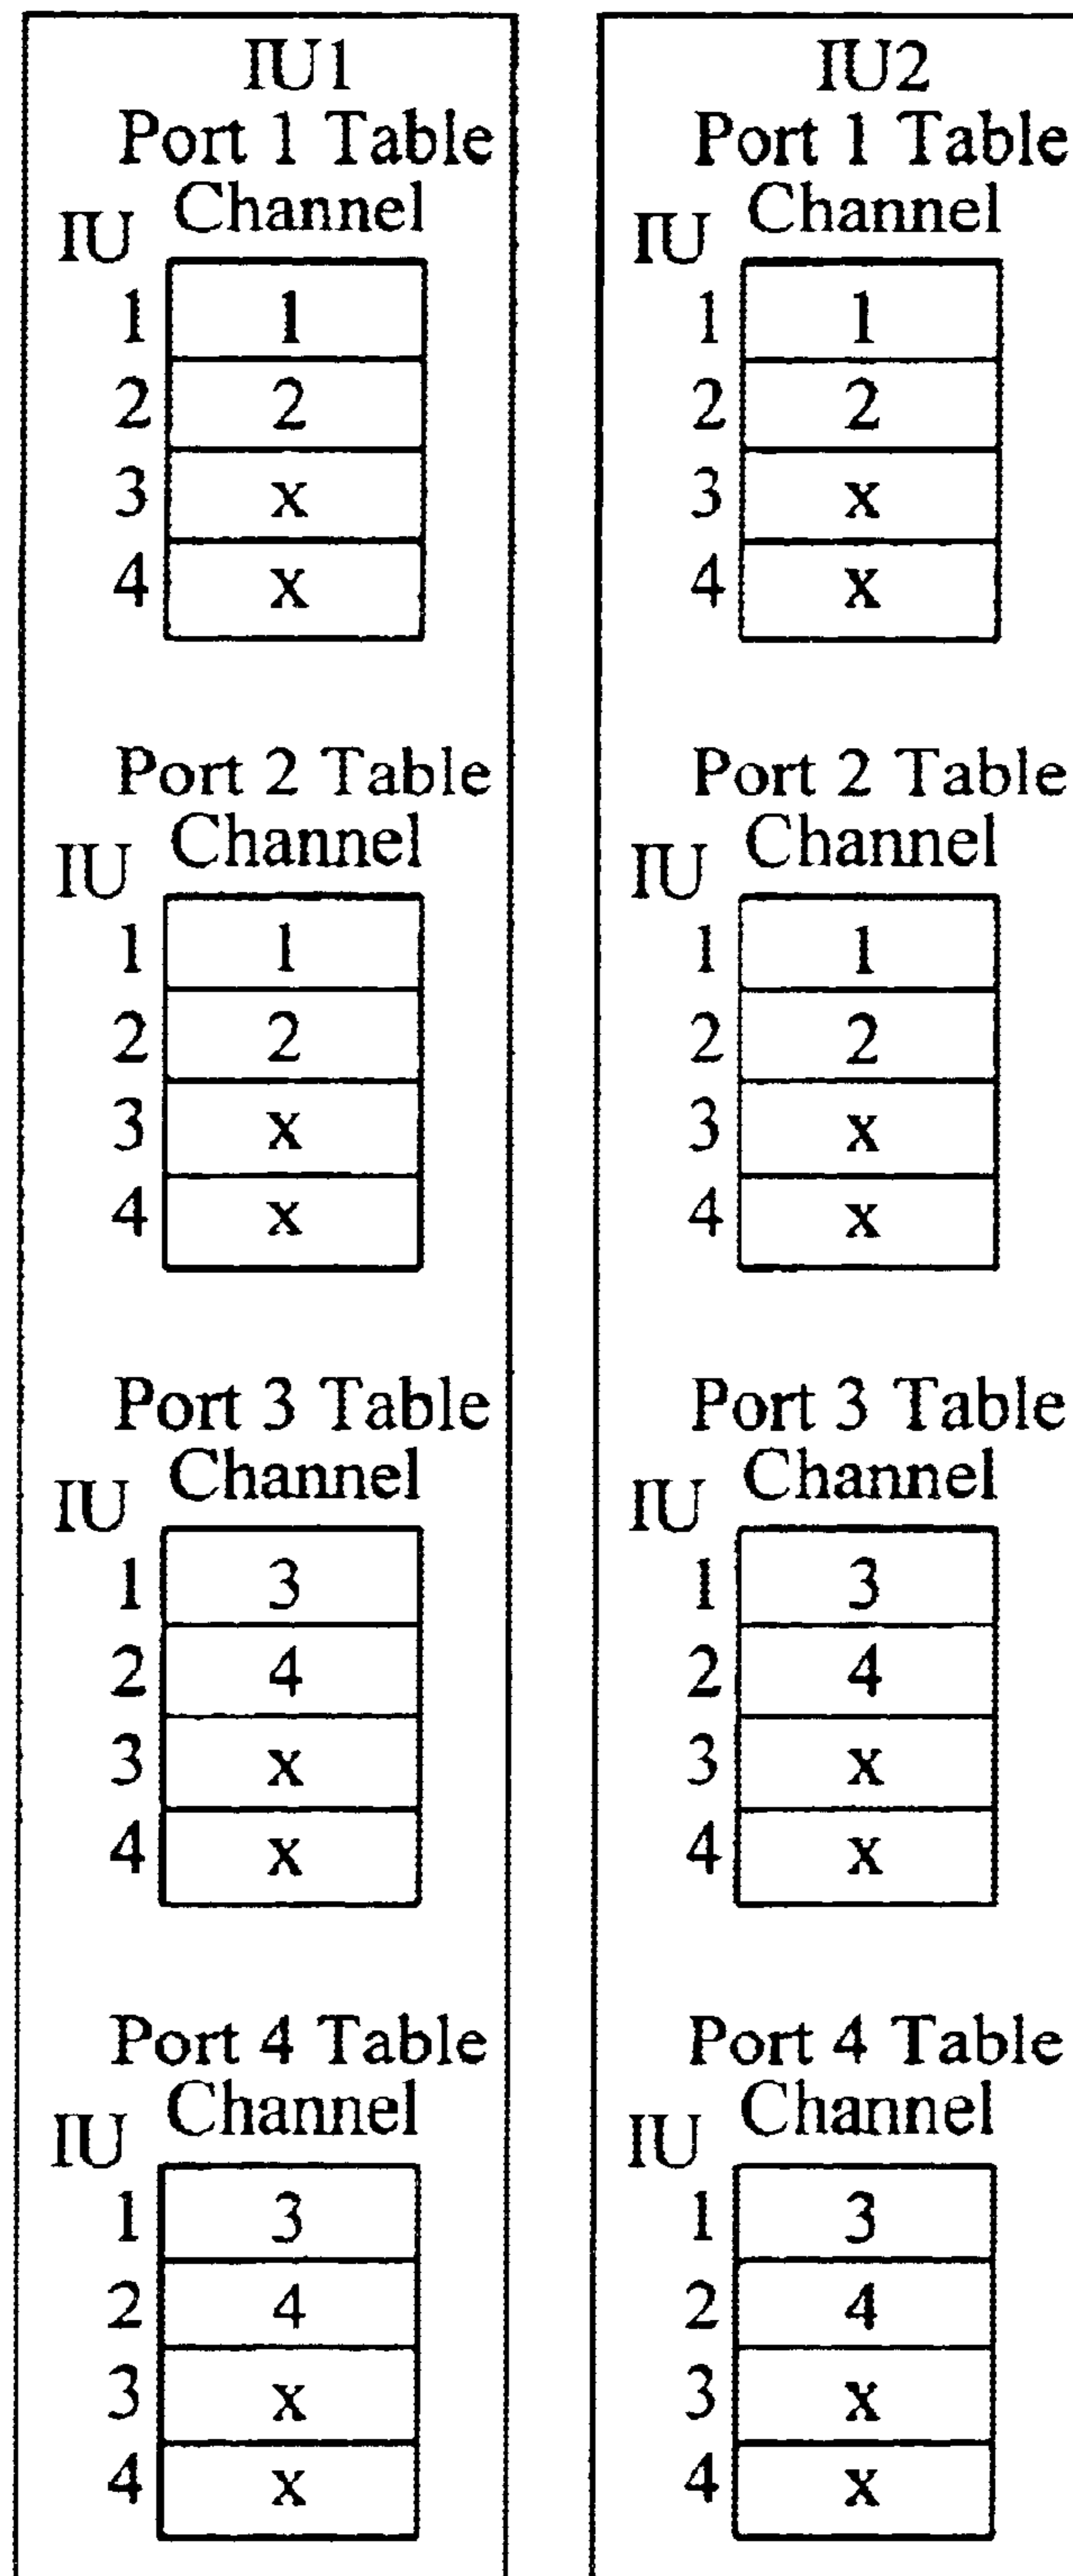 IU1
Port 1 Table
IU Channel
1 1
2 2
3 x
4 x
Port 2 Table
IU Channel
1 1
2 2
3 x
4 x
Port 3 Table
IU Channel
1 3
2 4
3 x
4 x
Port 4 Table
IU Channel
1 3
2 4
3 x
4 x
IU2
Port 1 Table
IU Channel
1 1
2 2
3 x
4 x
Port 2 Table
IU Channel
1 1
2 2
3 x
4 x
Port 3 Table
IU Channel
1 3
2 4
3 x
4 x
Port 4 Table
IU Channel
1 3
2 4
3 x
4 x